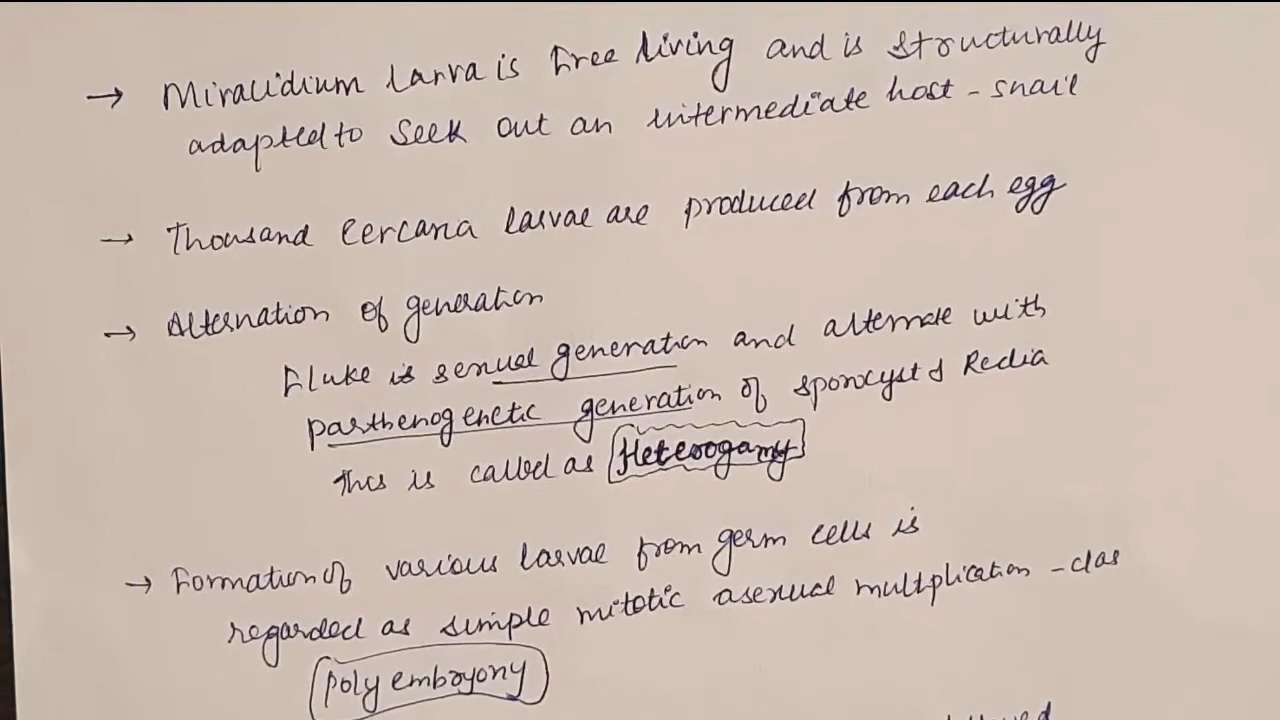 → Miracidium larva is free living and is structurally
adapted to seek out an intermediate host - snail
→ Thousand Cercaria larvae are produced from each egg
→ Alternation of generation
Fluke is sexual generation and alternate with
parthenogenetic generation of sporocyst & Redia
This is called as Heterogamy
→ Formation of various larvae from germ cells is
regarded as simple mitotic asexual multiplication - clas
Poly embryony